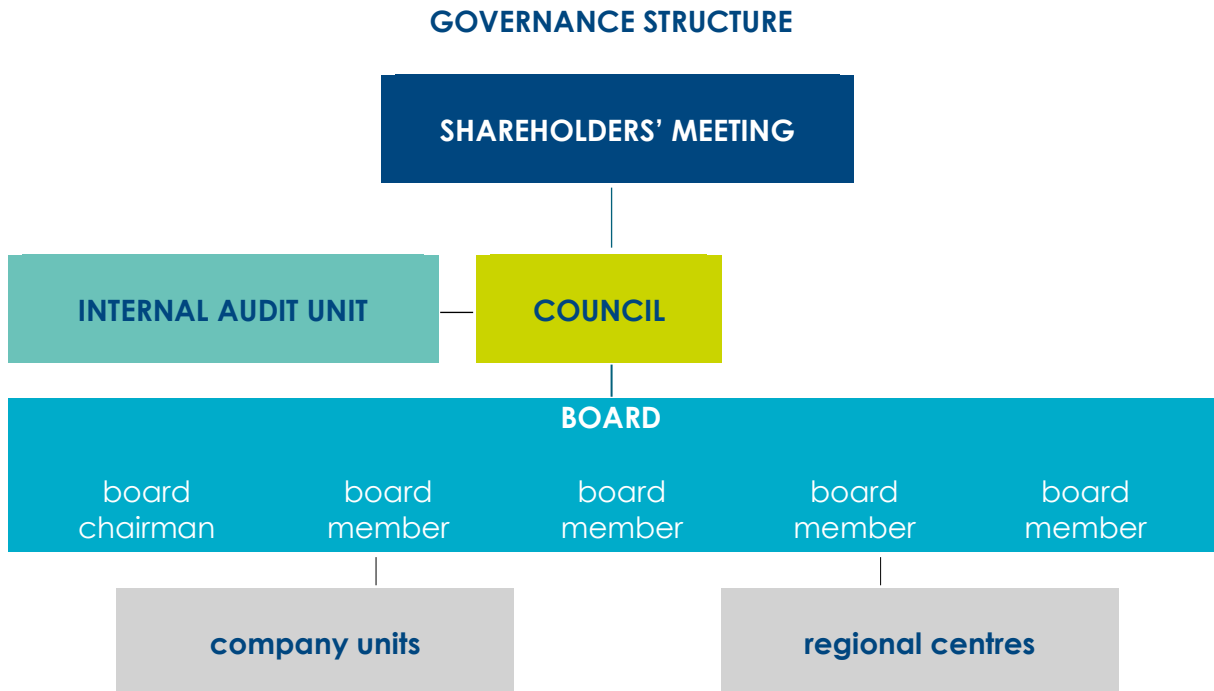 GOVERNANCE STRUCTURE
SHAREHOLDERS’ MEETING
INTERNAL AUDIT UNIT
COUNCIL
BOARD
board chairman
board member
board member
board member
board member
company units
regional centres